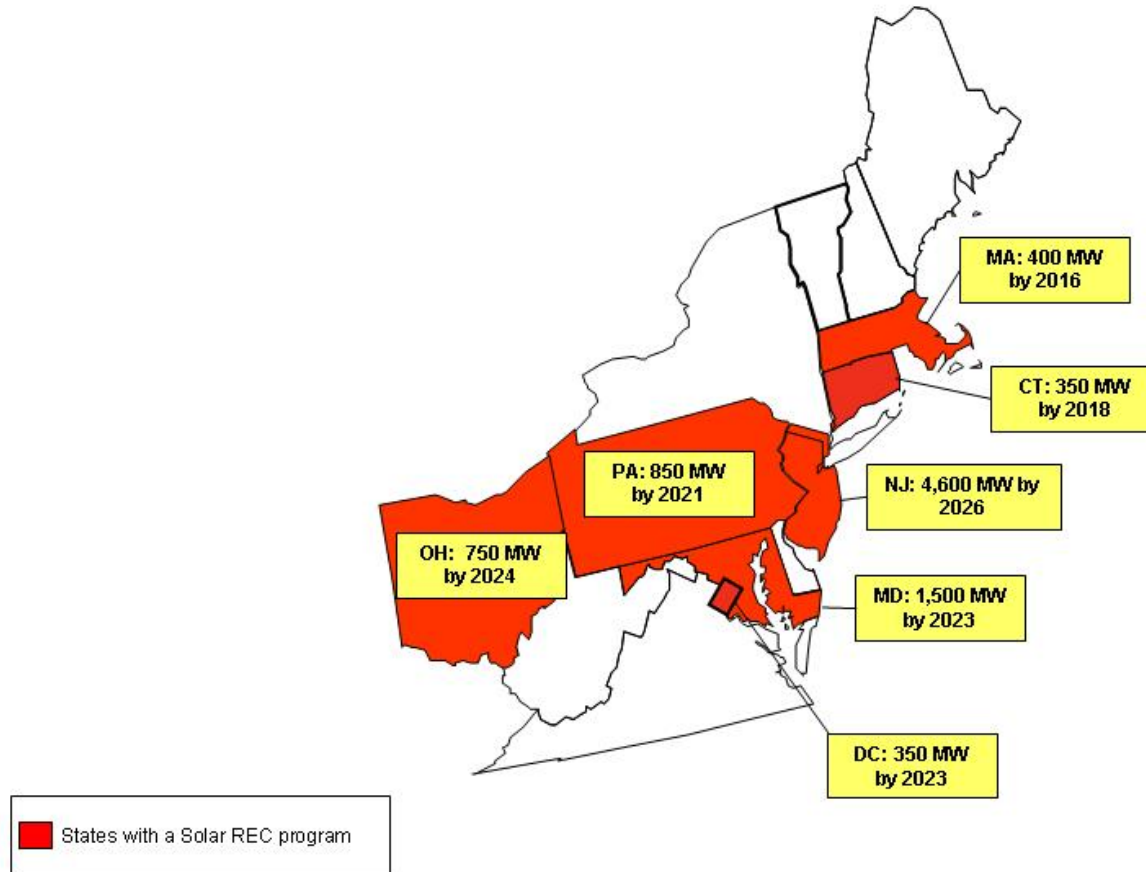 MA: 400 MW
by 2016
CT: 350 MW
by 2018
PA: 850 MW
by 2021
NJ: 4,600 MW by
2026
OH: 750 MW
by 2024
MD: 1,500 MW
by 2023
DC: 350 MW
by 2023
States with a Solar REC program